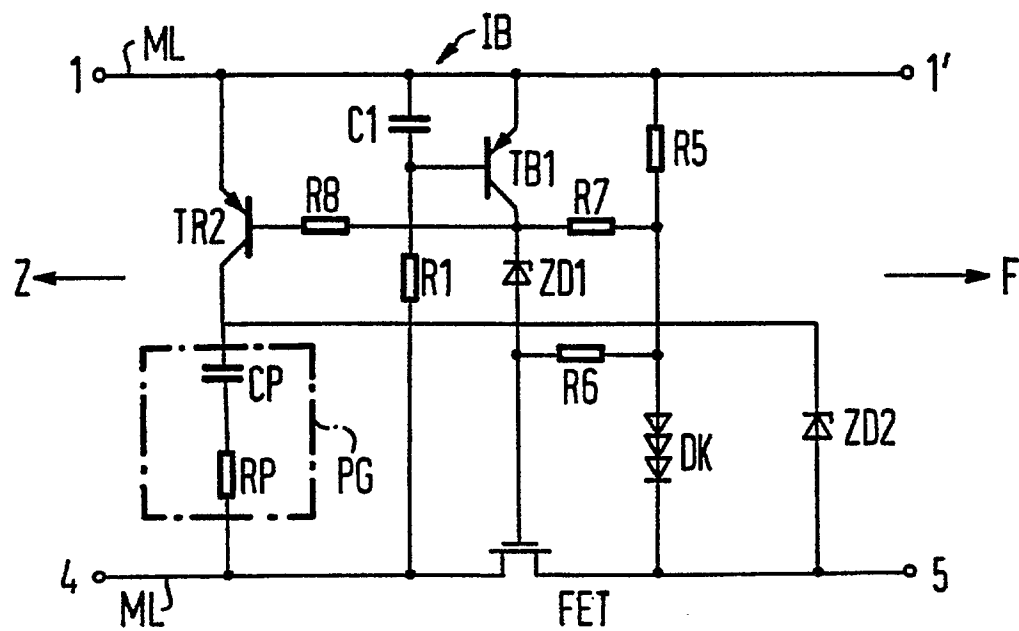 IB
ML
1
1'
C1
TB1
R5
R8
R7
TR2
Z
R1
ZD1
F
CP
R6
DK
ZD2
RP
PG
4
5
ML
FET